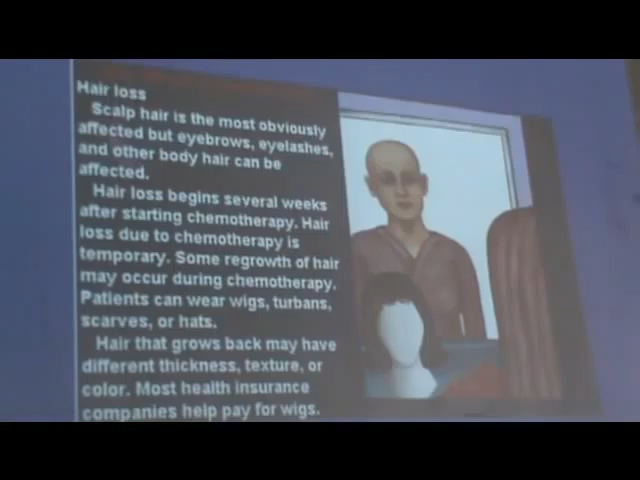 Hair loss
Scalp hair is the most obviously
affected but eyebrows, eyelashes,
and other body hair can be
affected.
Hair loss begins several weeks
after starting chemotherapy. Hair
loss due to chemotherapy is
temporary. Some regrowth of hair
may occur during chemotherapy.
Patients can wear wigs, turbans,
scarves, or hats.
Hair that grows back may have
different thickness, texture, or
color. Most health insurance
companies help pay for wigs.